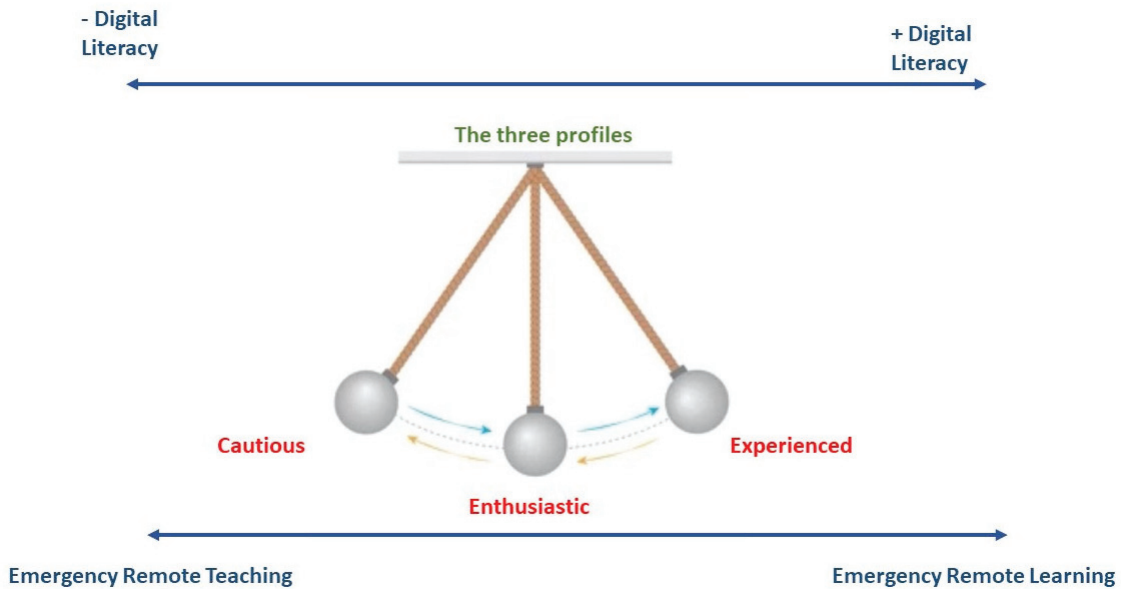 - Digital
Literacy
+ Digital
Literacy
The three profiles
Cautious
Experienced
Enthusiastic
Emergency Remote Teaching
Emergency Remote Learning